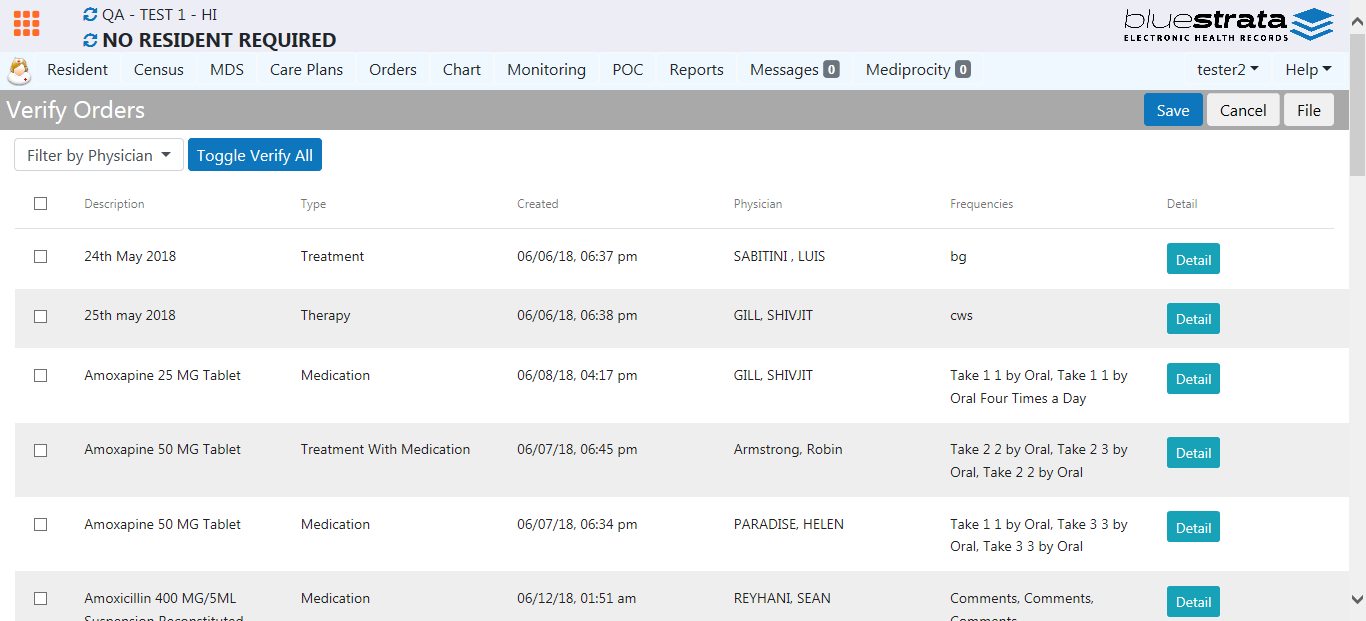 QA - TEST 1 - HI
NO RESIDENT REQUIRED
bluestrata
ELECTRONIC HEALTH RECORDS
Resident Census MDS Care Plans Orders Chart Monitoring POC Reports Messages 0 Mediprocity 0 tester2 Help
Verify Orders Save Cancel File
Filter by Physician Toggle Verify All
Description Type Created Physician Frequencies Detail
24th May 2018 Treatment 06/06/18, 06:37 pm SABITINI , LUIS bg Detail
25th may 2018 Therapy 06/06/18, 06:38 pm GILL, SHIVJIT cws Detail
Amoxapine 25 MG Tablet Medication 06/08/18, 04:17 pm GILL, SHIVJIT Take 1 1 by Oral, Take 1 1 by Detail
Oral Four Times a Day
Amoxapine 50 MG Tablet Treatment With Medication 06/07/18, 06:45 pm Armstrong, Robin Take 2 2 by Oral, Take 2 3 by Detail
Oral, Take 2 2 by Oral
Amoxapine 50 MG Tablet Medication 06/07/18, 06:34 pm PARADISE, HELEN Take 1 1 by Oral, Take 3 3 by Detail
Oral, Take 3 3 by Oral
Amoxicillin 400 MG/5ML Medication 06/12/18, 01:51 am REYHANI, SEAN Comments, Comments, Detail
Suspension Reconstituted Comments